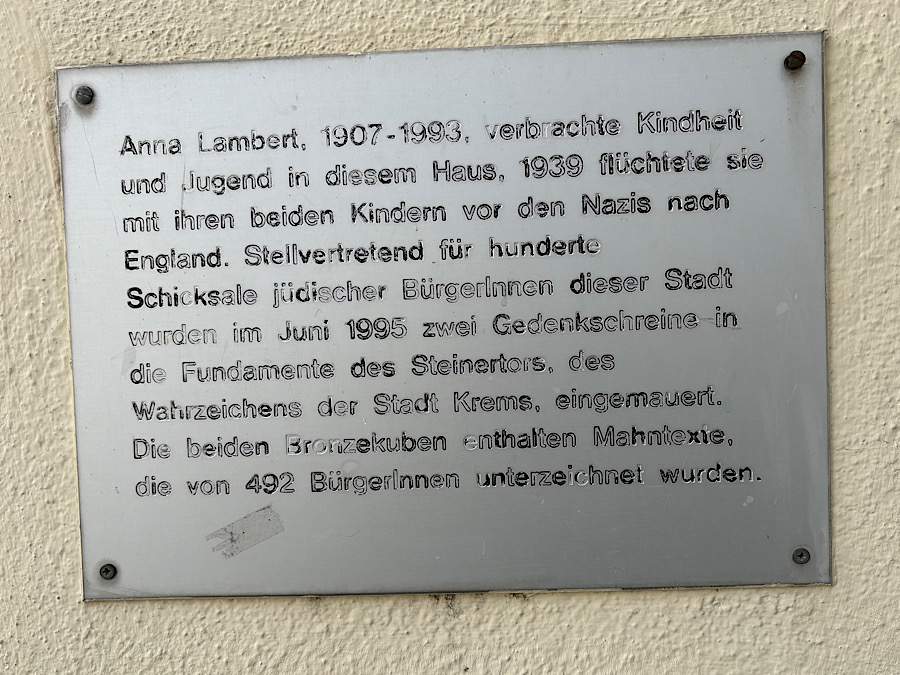 Anna Lambert, 1907-1993, verbrachte Kindheit
und Jugend in diesem Haus, 1939 flüchtete sie
mit ihren beiden Kindern vor den Nazis nach
England. Stellvertretend für hunderte
Schicksale jüdischer BürgerInnen dieser Stadt
wurden im Juni 1995 zwei Gedenkschreine in
die Fundamente des Steinertors, des
Wahrzeichens der Stadt Krems, eingemauert.
Die beiden Bronzekuben enthalten Mahntexte,
die von 492 BürgerInnen unterzeichnet wurden.